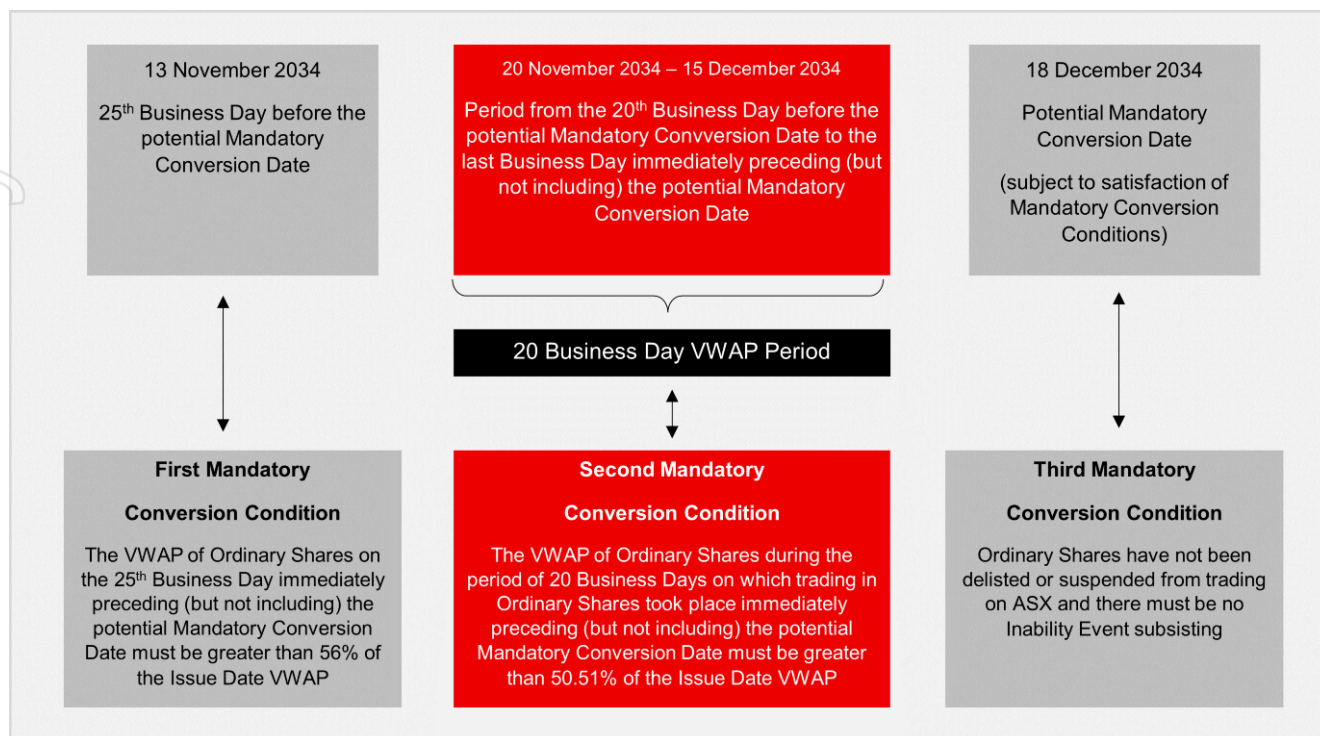 13 November 2034
25th Business Day before the
potential Mandatory
Conversion Date
20 November 2034 – 15 December 2034
Period from the 20th Business Day before the
potential Mandatory Convversion Date to the
last Business Day immediately preceding (but
not including) the potential Mandatory
Conversion Date
18 December 2034
Potential Mandatory
Conversion Date
(subject to satisfaction of
Mandatory Conversion
Conditions)
20 Business Day VWAP Period
First Mandatory
Conversion Condition
The VWAP of Ordinary Shares on
the 25th Business Day immediately
preceding (but not including) the
potential Mandatory Conversion
Date must be greater than 56% of
the Issue Date VWAP
Second Mandatory
Conversion Condition
The VWAP of Ordinary Shares during the
period of 20 Business Days on which trading in
Ordinary Shares took place immediately
preceding (but not including) the potential
Mandatory Conversion Date must be greater
than 50.51% of the Issue Date VWAP
Third Mandatory
Conversion Condition
Ordinary Shares have not been
delisted or suspended from trading
on ASX and there must be no
Inability Event subsisting